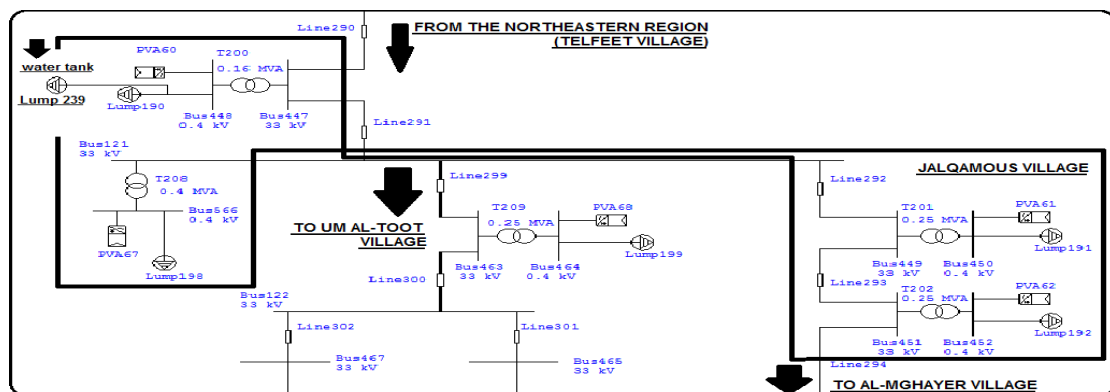 FROM THE NORTHEASTERN REGION
(TELFEET VILLAGE)
Line290
PVA60
T200
0.16 MVA
water tank
Lump 239
Lump190
Bus448
0.4 kV
Bus447
33 kV
Line291
Bus121
33 kV
T208
0.4 MVA
Bus566
0.4 kV
PVA67
Lump198
TO UM AL-TOOT
VILLAGE
Line299
T209
0.25 MVA
PVA68
Lump199
Bus463
33 kV
Bus464
0.4 kV
Line300
Bus122
33 kV
Line302
Line301
Bus467
33 kV
Bus465
33 kV
JALQAMOUS VILLAGE
Line292
T201
0.25 MVA
PVA61
Lump191
Bus449
33 kV
Bus450
0.4 kV
Line293
T202
0.25 MVA
PVA62
Lump192
Bus451
33 kV
Bus452
0.4 kV
Line294
TO AL-MGHAYER VILLAGE